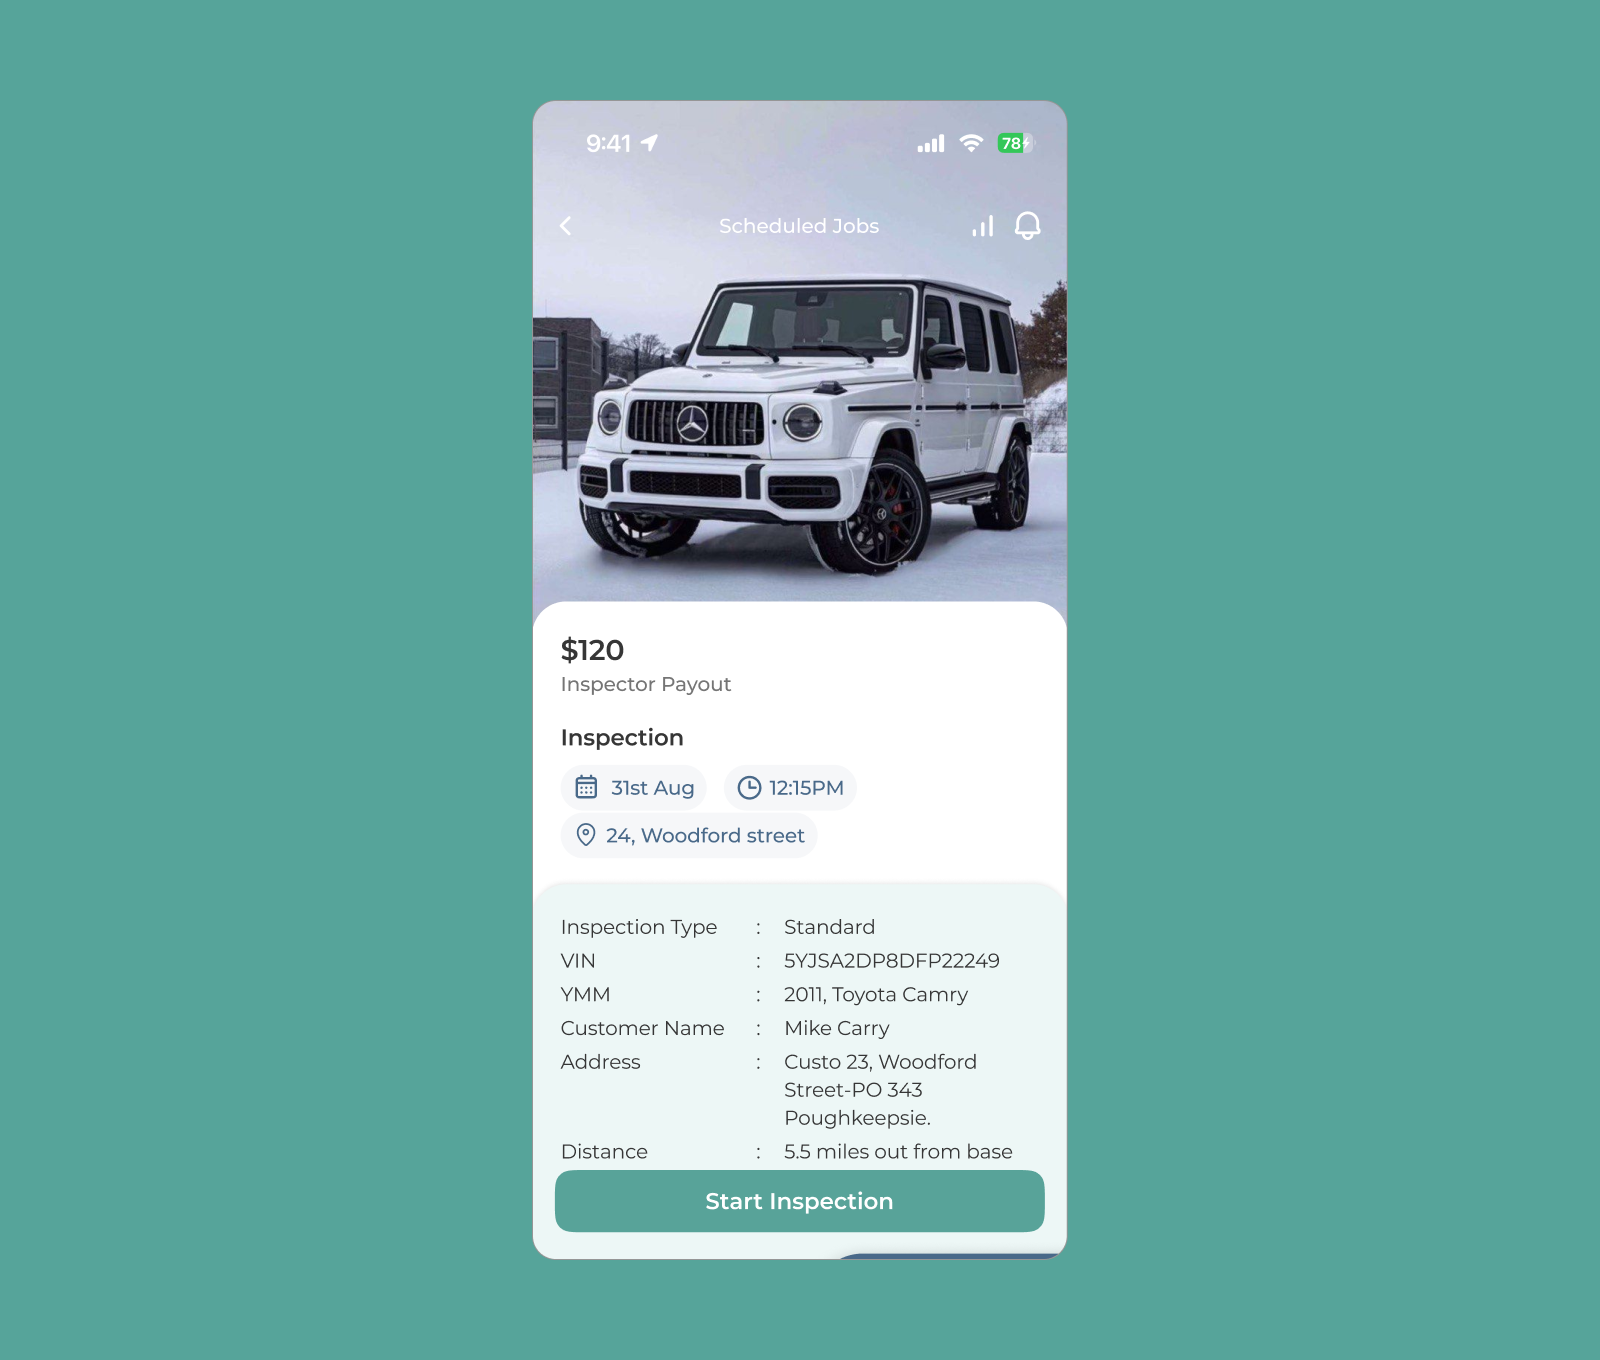 9:41 78
Scheduled Jobs
$120
Inspector Payout
Inspection
31st Aug 12:15PM
24, Woodford street
Inspection Type : Standard
VIN : 5YJSA2DP8DFP22249
YMM : 2011, Toyota Camry
Customer Name : Mike Carry
Address : Custo 23, Woodford
Street-PO 343
Poughkeepsie.
Distance : 5.5 miles out from base
Start Inspection